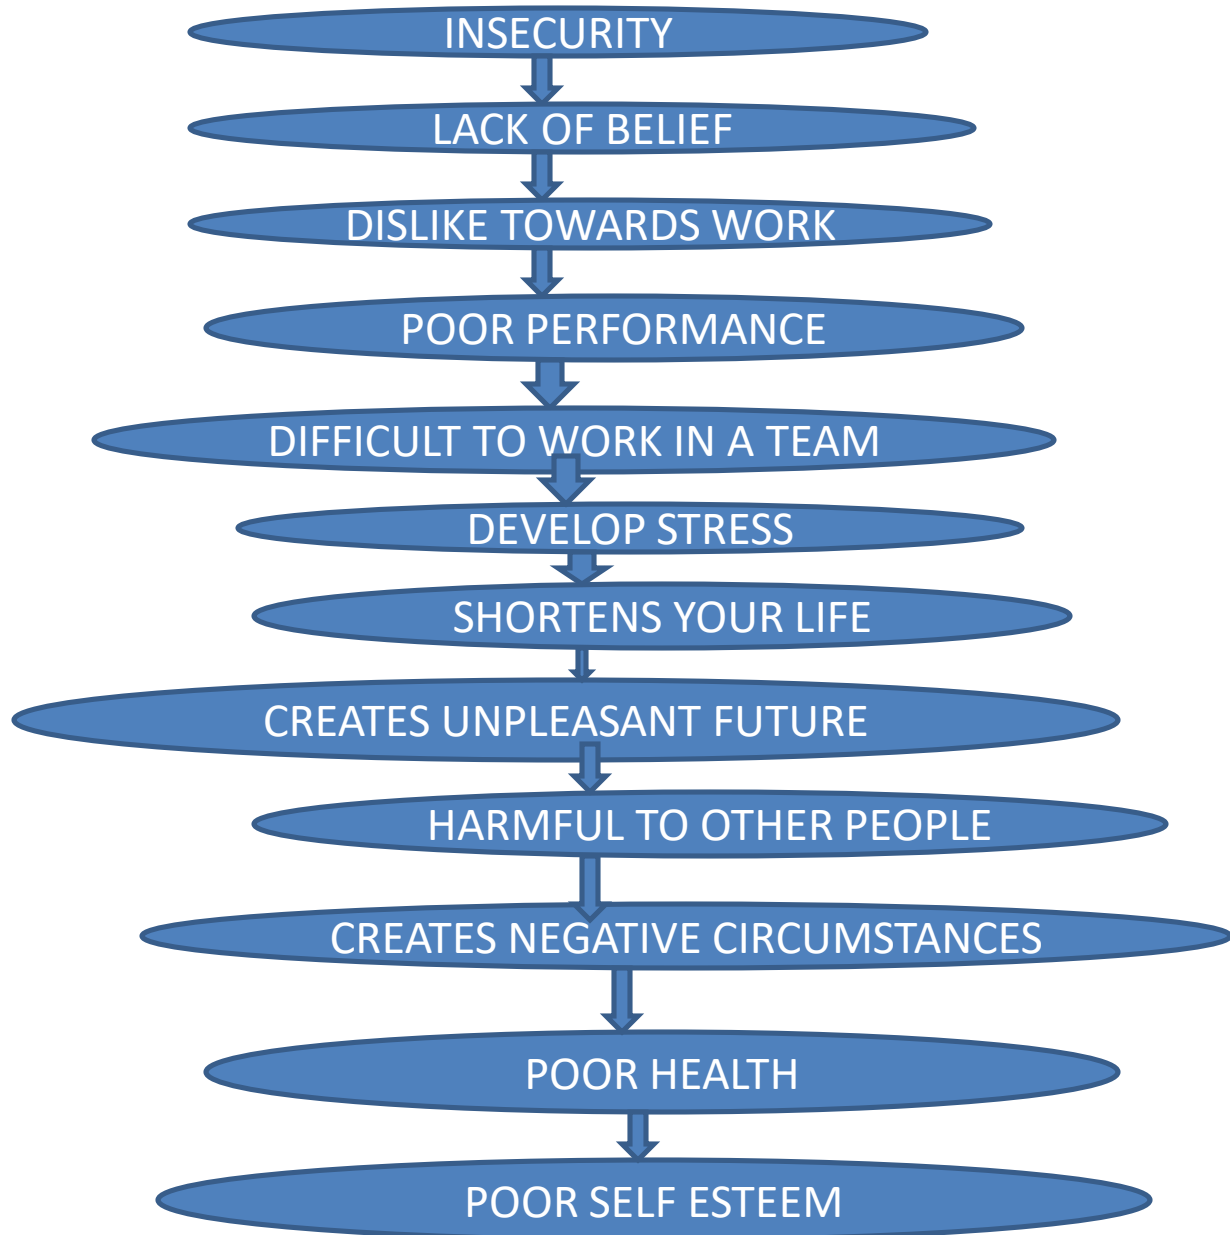 INSECURITY
LACK OF BELIEF
DISLIKE TOWARDS WORK
POOR PERFORMANCE
DIFFICULT TO WORK IN A TEAM
DEVELOP STRESS
SHORTENS YOUR LIFE
CREATES UNPLEASANT FUTURE
HARMFUL TO OTHER PEOPLE
CREATES NEGATIVE CIRCUMSTANCES
POOR HEALTH
POOR SELF ESTEEM